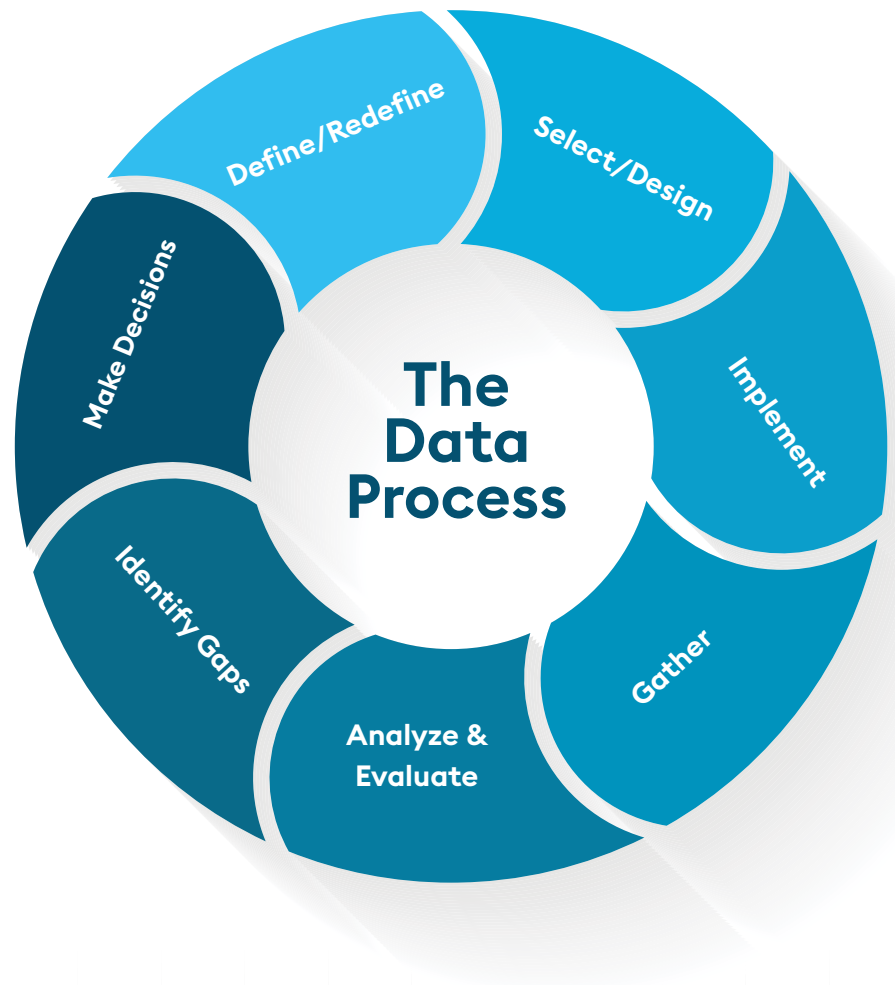 The
Data
Process
Define/Redefine
Select/Design
Implement
Gather
Analyze &
Evaluate
Identify Gaps
Make Decisions